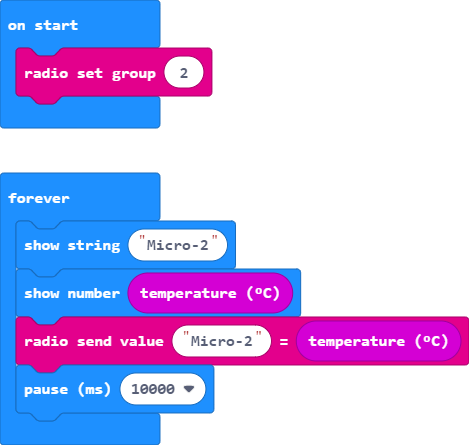 on start
radio set group 2
forever
show string "Micro-2"
show number temperature (ºC)
radio send value "Micro-2" = temperature (ºC)
pause (ms) 10000